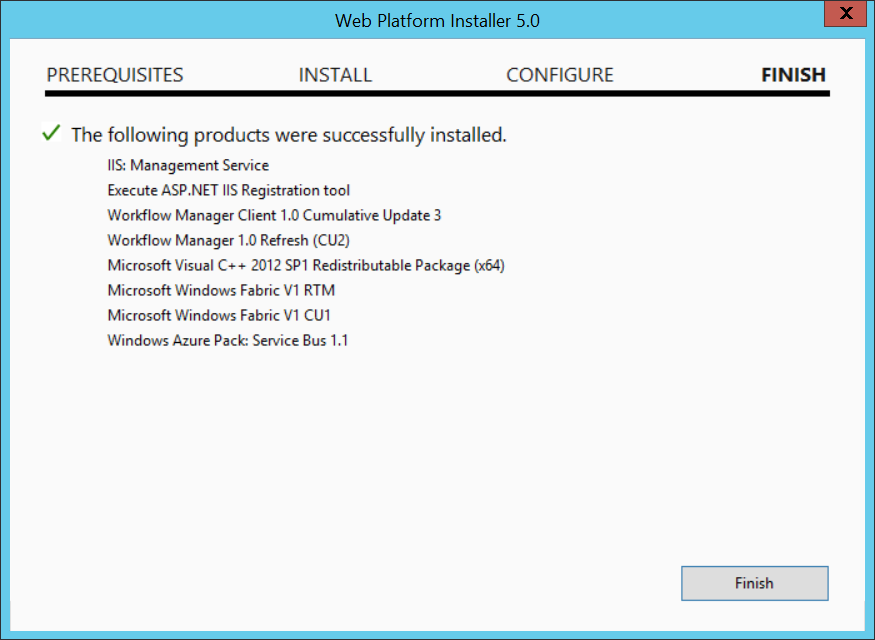 Web Platform Installer 5.0
X
PREREQUISITES INSTALL CONFIGURE FINISH
The following products were successfully installed.
IIS: Management Service
Execute ASP.NET IIS Registration tool
Workflow Manager Client 1.0 Cumulative Update 3
Workflow Manager 1.0 Refresh (CU2)
Microsoft Visual C++ 2012 SP1 Redistributable Package (x64)
Microsoft Windows Fabric V1 RTM
Microsoft Windows Fabric V1 CU1
Windows Azure Pack: Service Bus 1.1
Finish